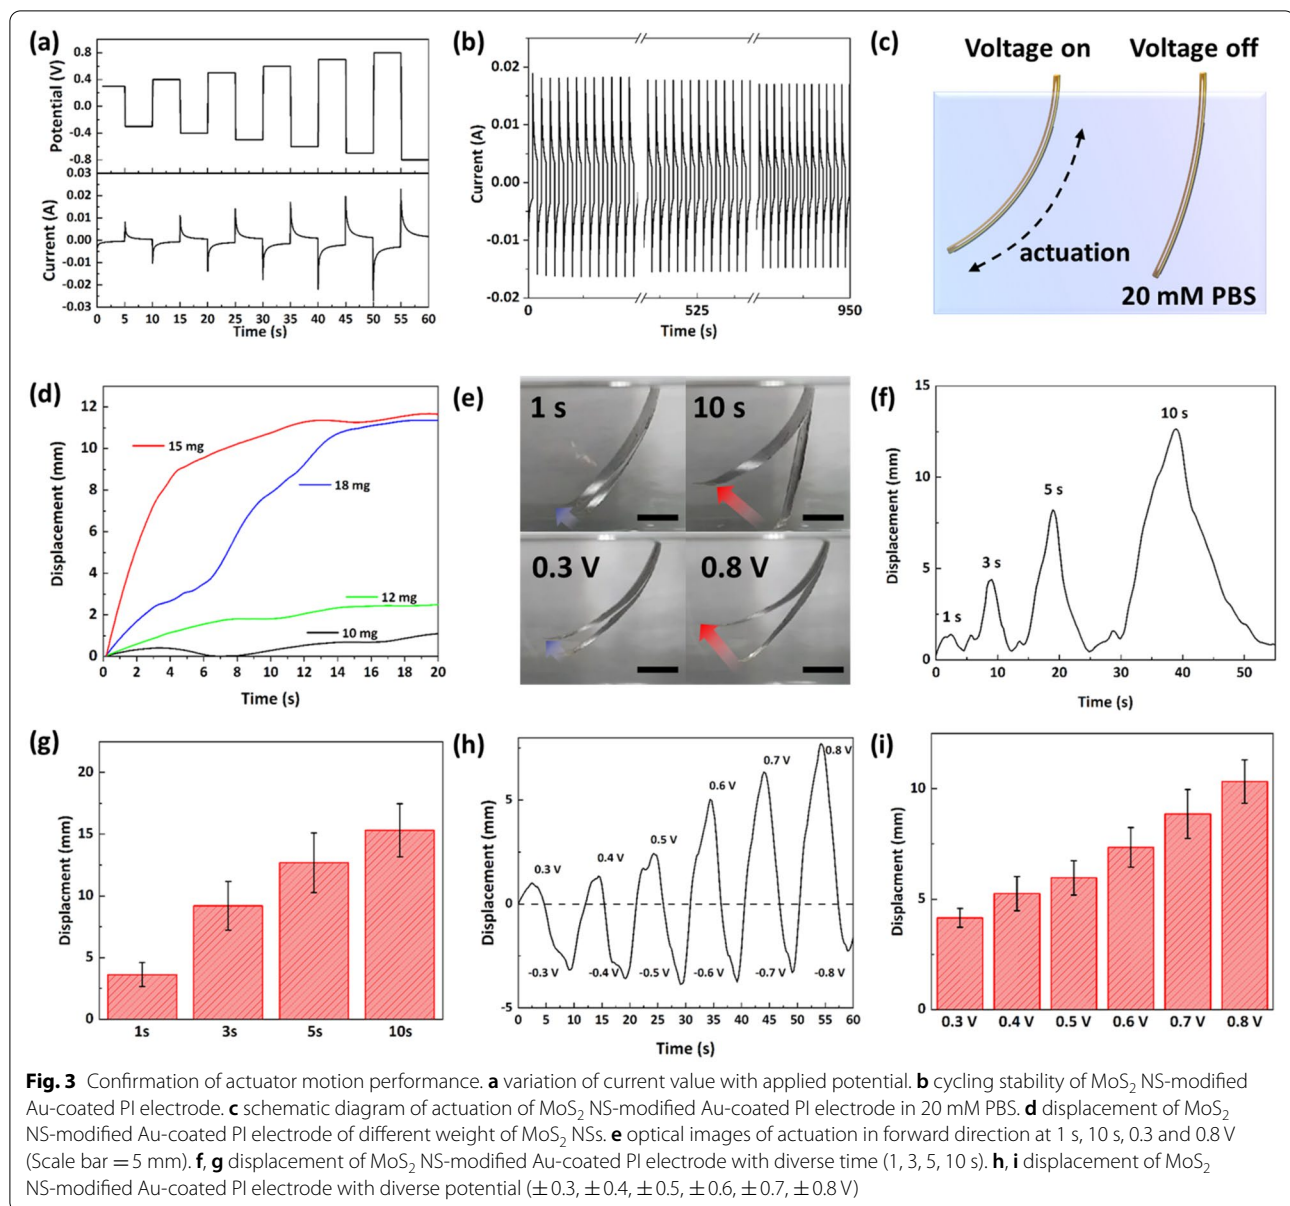 (a)
0.8
0.4
0.0
-0.4
-0.8
Potential (V)
0.03
0.02
0.01
0.00
-0.01
-0.02
-0.03
Current (A)
0 5 10 15 20 25 30 35 40 45 50 55 60
Time (s)
(b)
0.02
0.01
0.00
-0.01
-0.02
Current (A)
0 525 950
Time (s)
(c)
Voltage on Voltage off
actuation
20 mM PBS
(d)
12
10
8
6
4
2
0
Displacement (mm)
15 mg
18 mg
12 mg
10 mg
0 2 4 6 8 10 12 14 16 18 20
Time (s)
(e)
1 s 10 s
0.3 V 0.8 V
(f)
15
10
5
0
Displacement (mm)
1 s
3 s
5 s
10 s
0 10 20 30 40 50
Time (s)
(g)
20
15
10
5
0
Displacment (mm)
1s 3s 5s 10s
(h)
5
0
-5
Displacment (mm)
0.3 V 0.4 V 0.5 V 0.6 V 0.7 V 0.8 V
-0.3 V -0.4 V -0.5 V -0.6 V -0.7 V -0.8 V
0 5 10 15 20 25 30 35 40 45 50 55 60
Time (s)
(i)
10
5
0
Displacment (mm)
0.3 V 0.4 V 0.5 V 0.6 V 0.7 V 0.8 V
Fig. 3 Confirmation of actuator motion performance. a variation of current value with applied potential. b cycling stability of MoS₂ NS-modified
Au-coated PI electrode. c schematic diagram of actuation of MoS₂ NS-modified Au-coated PI electrode in 20 mM PBS. d displacement of MoS₂
NS-modified Au-coated PI electrode of different weight of MoS₂ NSs. e optical images of actuation in forward direction at 1 s, 10 s, 0.3 and 0.8 V
(Scale bar = 5 mm). f, g displacement of MoS₂ NS-modified Au-coated PI electrode with diverse time (1, 3, 5, 10 s). h, i displacement of MoS₂
NS-modified Au-coated PI electrode with diverse potential (± 0.3, ± 0.4, ± 0.5, ± 0.6, ± 0.7, ± 0.8 V)